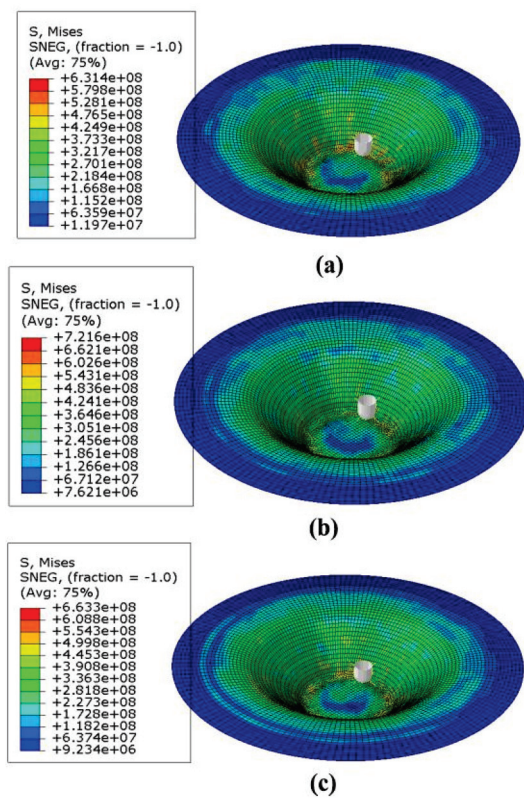 S, Mises
SNEG, (fraction = -1.0)
(Avg: 75%)
+6.314e+08
+5.798e+08
+5.281e+08
+4.765e+08
+4.249e+08
+3.733e+08
+3.217e+08
+2.701e+08
+2.184e+08
+1.668e+08
+1.152e+08
+6.359e+07
+1.197e+07
(a)
S, Mises
SNEG, (fraction = -1.0)
(Avg: 75%)
+7.216e+08
+6.621e+08
+6.026e+08
+5.431e+08
+4.836e+08
+4.241e+08
+3.646e+08
+3.051e+08
+2.456e+08
+1.861e+08
+1.266e+08
+6.712e+07
+7.621e+06
(b)
S, Mises
SNEG, (fraction = -1.0)
(Avg: 75%)
+6.633e+08
+6.088e+08
+5.543e+08
+4.998e+08
+4.453e+08
+3.908e+08
+3.363e+08
+2.818e+08
+2.273e+08
+1.728e+08
+1.182e+08
+6.374e+07
+9.234e+06
(c)